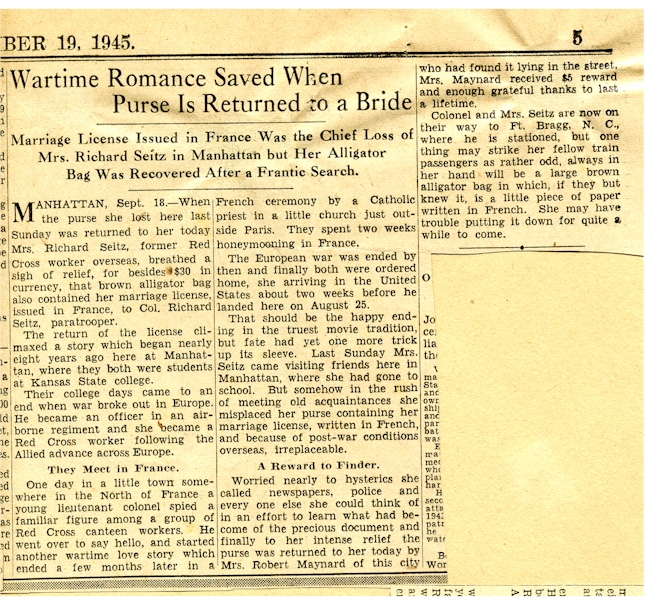 BER 19, 1945.
5
Wartime Romance Saved When
Purse Is Returned to a Bride
Marriage License Issued in France Was the Chief Loss of
Mrs. Richard Seitz in Manhattan but Her Alligator
Bag Was Recovered After a Frantic Search.
MANHATTAN, Sept. 18.—When
the purse she lost here last
Sunday was returned to her today
Mrs. Richard Seitz, former Red
Cross worker overseas, breathed a
sigh of relief, for besides $30 in
currency, that brown alligator bag
also contained her marriage license,
issued in France, to Col. Richard
Seitz, paratrooper.
The return of the license cli-
maxed a story which began nearly
eight years ago here at Manhat-
tan, where they both were students
at Kansas State college.
Their college days came to an
end when war broke out in Europe.
He became an officer in an air-
borne regiment and she became a
Red Cross worker following the
Allied advance across Europe.
They Meet in France.
One day in a little town some-
where in the North of France a
young lieutenant colonel spied a
familiar figure among a group of
Red Cross canteen workers. He
went over to say hello, and started
another wartime love story which
ended a few months later in a
French ceremony by a Catholic
priest in a little church just out-
side Paris. They spent two weeks
honeymooning in France.
The European war was ended by
then and finally both were ordered
home, she arriving in the United
States about two weeks before he
landed here on August 25.
That should be the happy end-
ing in the truest movie tradition,
but fate had yet one more trick
up its sleeve. Last Sunday Mrs.
Seitz came visiting friends here in
Manhattan, where she had gone to
school. But somehow in the rush
of meeting old acquaintances she
misplaced her purse containing her
marriage license, written in French,
and because of post-war conditions
overseas, irreplaceable.
A Reward to Finder.
Worried nearly to hysterics she
called newspapers, police and
every one else she could think of
in an effort to learn what had be-
come of the precious document and
finally to her intense relief the
purse was returned to her today by
Mrs. Robert Maynard of this city
who had found it lying in the street.
Mrs. Maynard received $5 reward
and enough grateful thanks to last
a lifetime.
Colonel and Mrs. Seitz are now on
their way to Ft. Bragg, N. C.,
where he is stationed, but one
thing may strike her fellow train
passengers as rather odd, always in
her hand will be a large brown
alligator bag in which, if they but
knew it, is a little piece of paper
written in French. She may have
trouble putting it down for quite a
while to come.